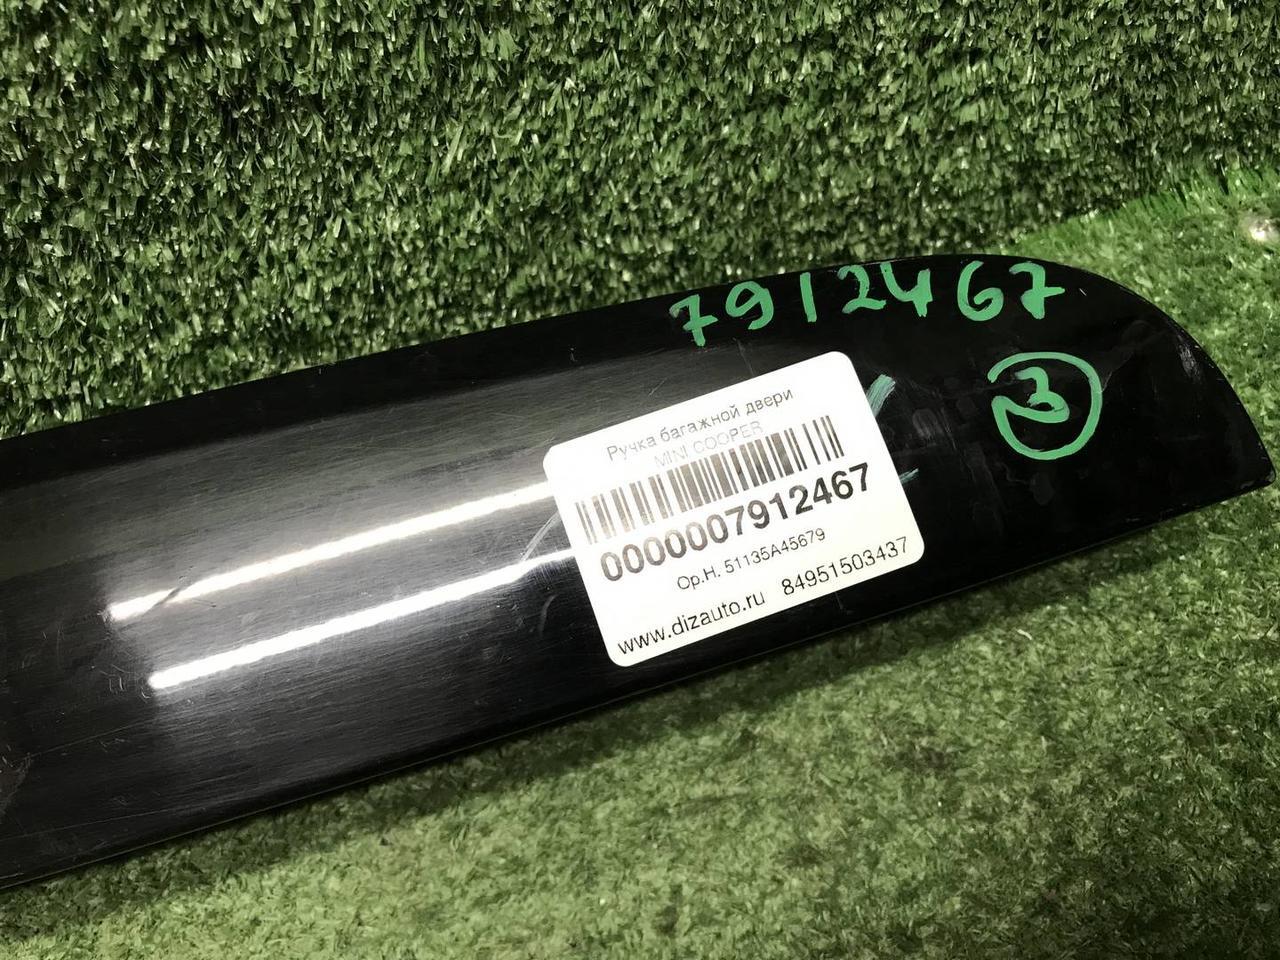 7912467
3
Ручка багажной двери
MINI COOPER
0000007912467
Ор.Н. 51135A45679
www.dizauto.ru 84951503437